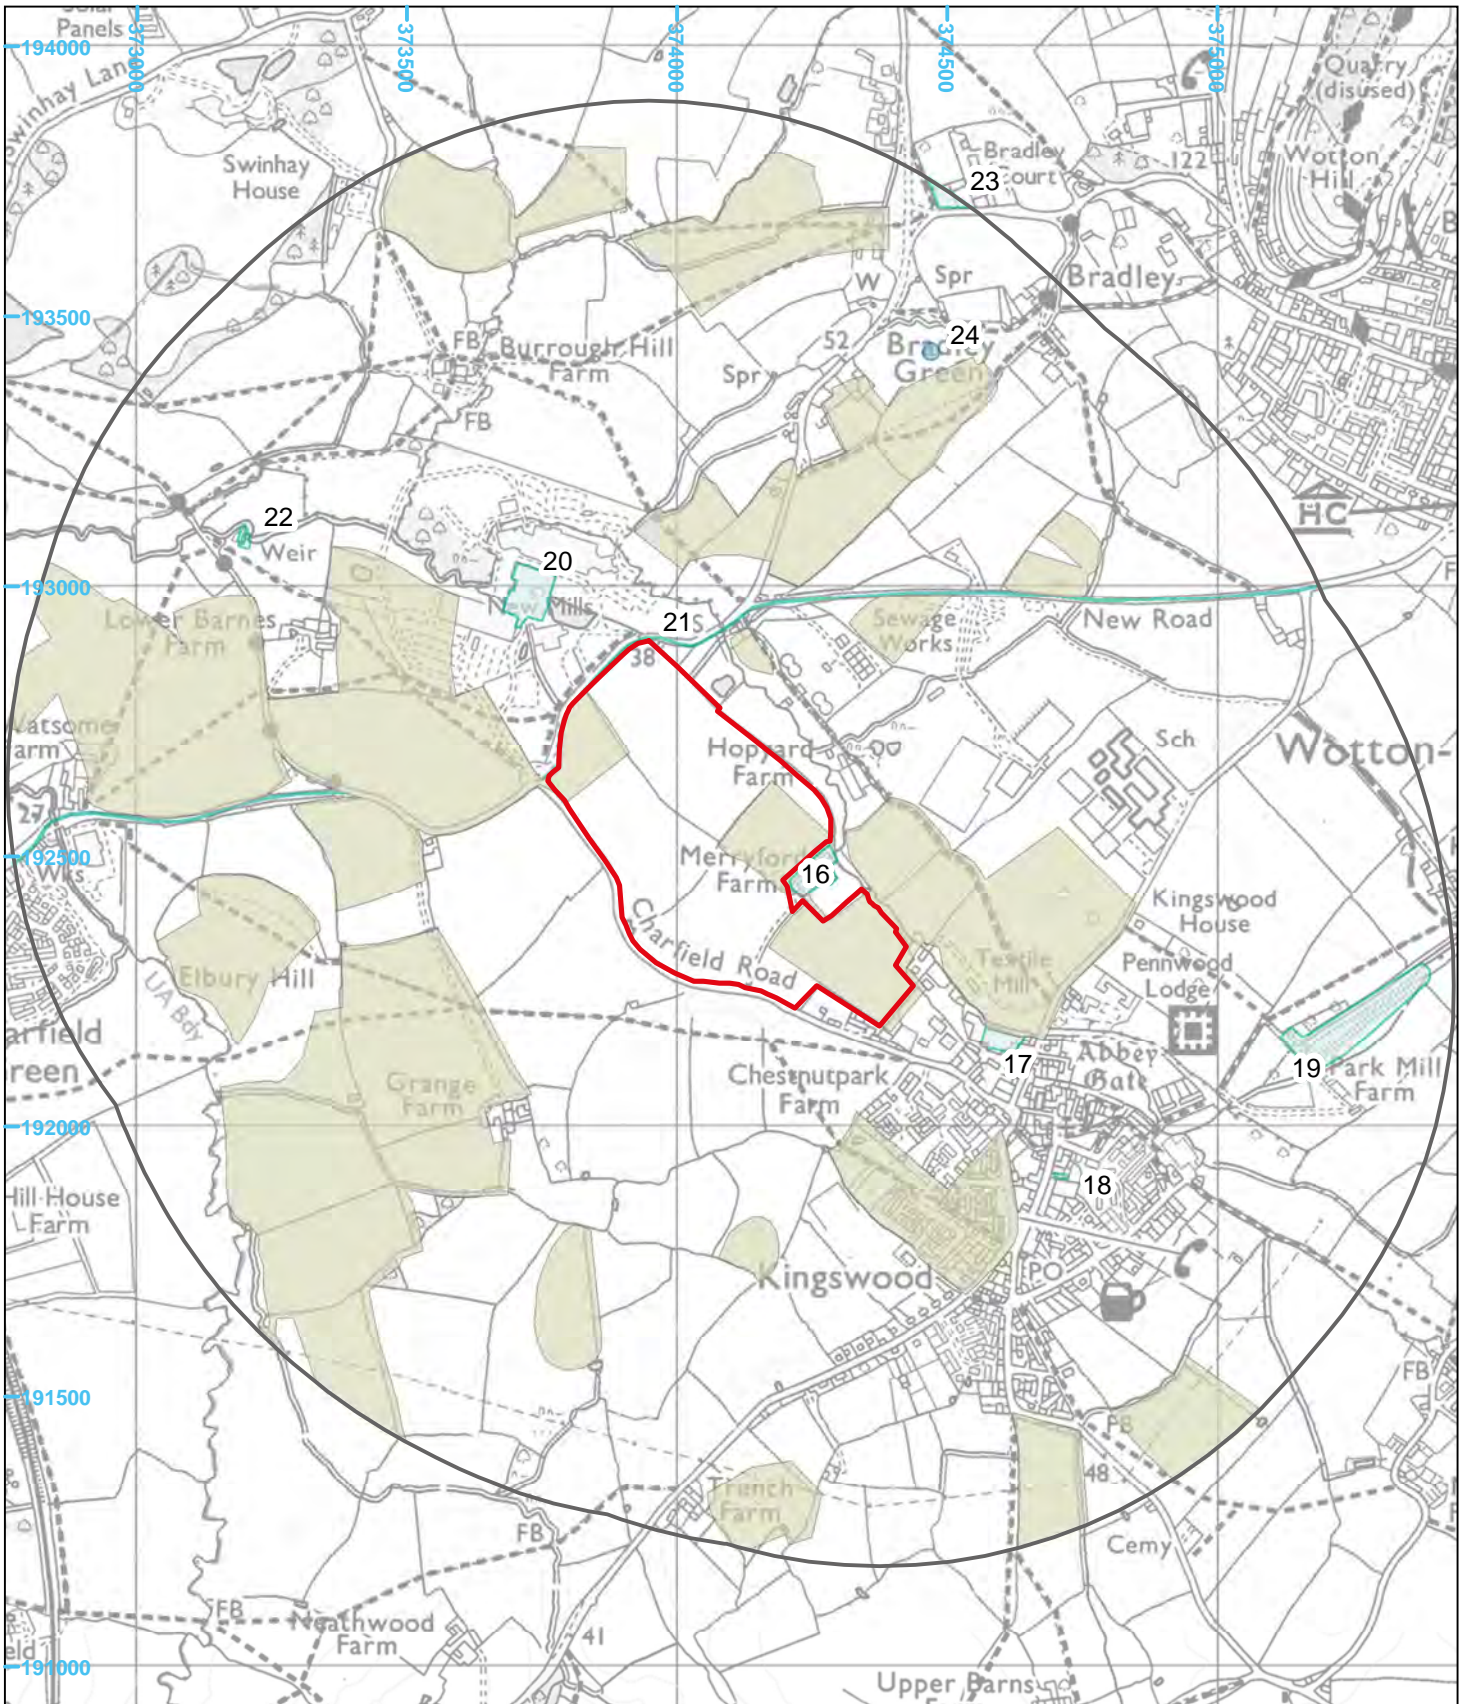 Panels
194000
373000
373500
374000
374500
375000
Swinhay Lane
Quarry
(disused)
Swinhay
House
Bradley
Court
23
122
Wotton
Hill
Bradley
Spr
W
193500
FB
Burrough Hill
Farm
52
24
Bradley
Green
Spr
FB
HC
22
Weir
20
193000
New Mills
21
Lower Barnes
Farm
38
Sewage
Works
New Road
Hopyard
Farm
Sch
Wotton-
27
192500
Wks
Merryford
Farm
16
Kingswood
House
Charfield Road
Elbury Hill
UA Bdy
Textile
Mill
Pennwood
Lodge
arfield
reen
17
Abbey
Gate
19
Park Mill
Farm
Grange
Farm
Chestnutpark
Farm
192000
18
Hill House
Farm
Kingswood
PO
191500
FB
FB
Trench
Farm
48
FB
Cemy
FB
Neathwood
Farm
41
eld
191000
Upper Barns